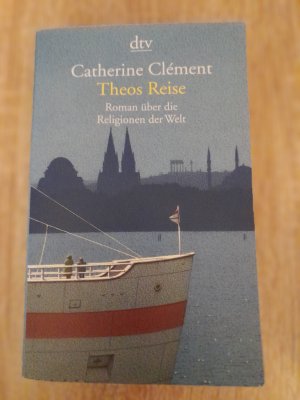 dtv
Catherine Clément
Theos Reise
Roman über die
Religionen der Welt